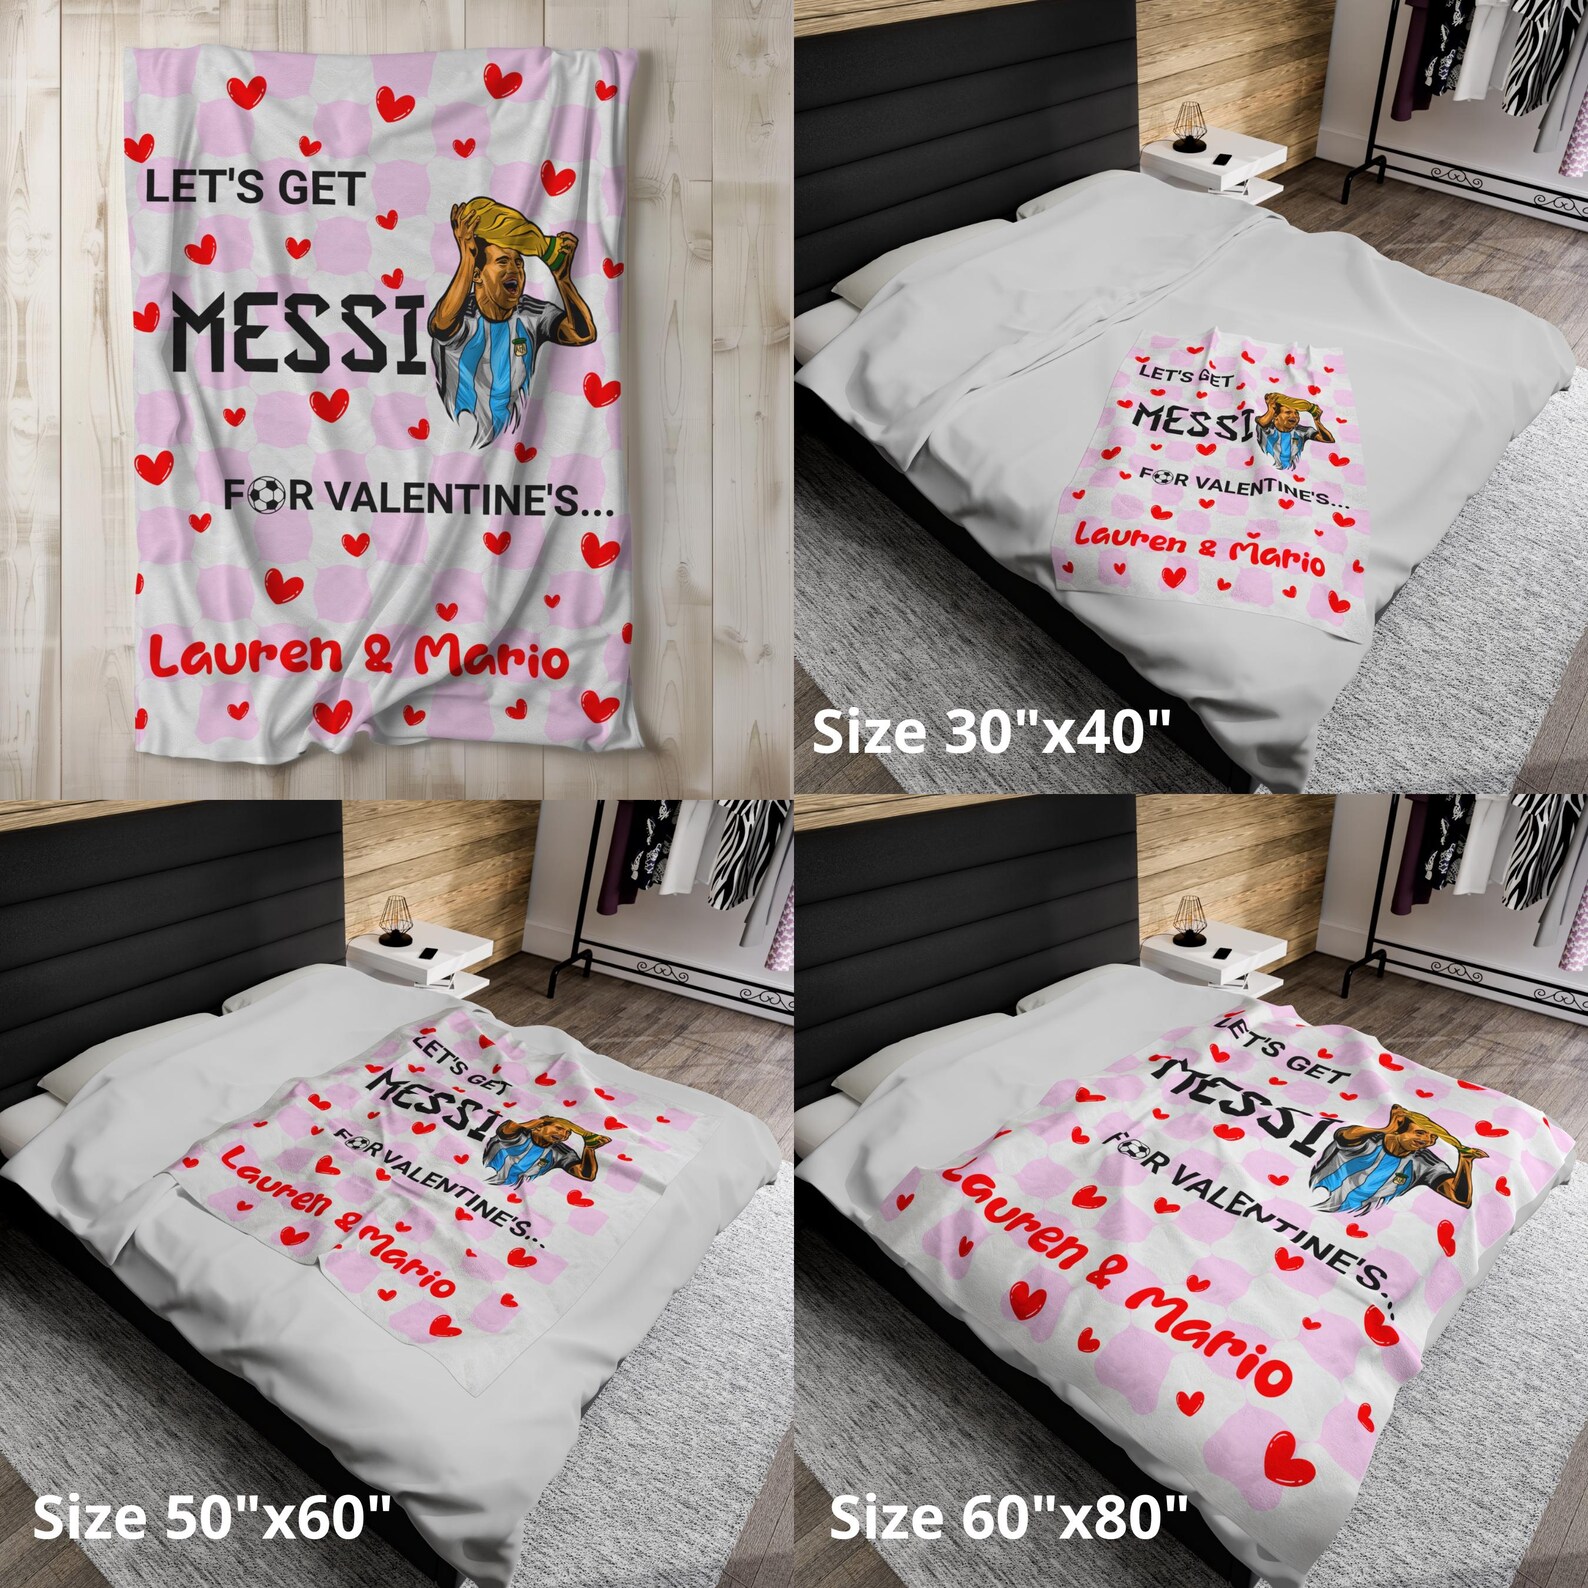 LET'S GET
MESSI
FOR VALENTINE'S...
Lauren & Mario
LET'S GET
MESSI
FOR VALENTINE'S...
Lauren & Mario
Size 30"x40"
LET'S GET
MESSI
FOR VALENTINE'S...
Lauren & Mario
Size 50"x60"
LET'S GET
MESSI
FOR VALENTINE'S...
Lauren & Mario
Size 60"x80"